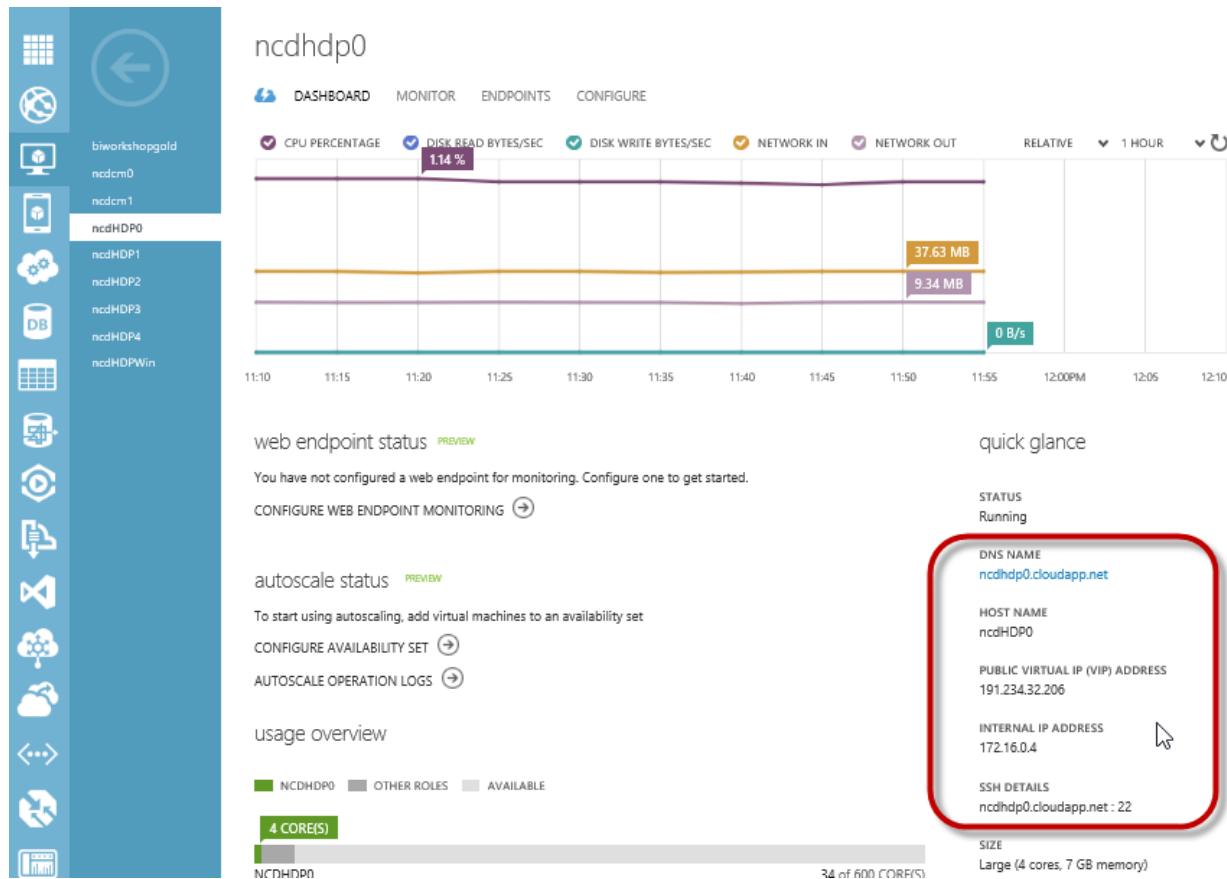 ncdhdp0
DASHBOARD MONITOR ENDPOINTS CONFIGURE
biworkshopgold
ncdcm0
ncdcm1
ncdHDP0
ncdHDP1
ncdHDP2
ncdHDP3
ncdHDP4
ncdHDPWin
DB
CPU PERCENTAGE DISK READ BYTES/SEC DISK WRITE BYTES/SEC NETWORK IN NETWORK OUT RELATIVE 1 HOUR
1.14 %
37.63 MB
9.34 MB
0 B/s
11:10 11:15 11:20 11:25 11:30 11:35 11:40 11:45 11:50 11:55 12:00PM 12:05 12:10
web endpoint status PREVIEW
You have not configured a web endpoint for monitoring. Configure one to get started.
CONFIGURE WEB ENDPOINT MONITORING
autoscale status PREVIEW
To start using autoscaling, add virtual machines to an availability set
CONFIGURE AVAILABILITY SET
AUTOSCALE OPERATION LOGS
usage overview
NCDHDP0 OTHER ROLES AVAILABLE
4 CORE(S)
NCDHDP0 34 of 600 CORE(S)
quick glance
STATUS
Running
DNS NAME
ncdhdp0.cloudapp.net
HOST NAME
ncdHDP0
PUBLIC VIRTUAL IP (VIP) ADDRESS
191.234.32.206
INTERNAL IP ADDRESS
172.16.0.4
SSH DETAILS
ncdhdp0.cloudapp.net : 22
SIZE
Large (4 cores, 7 GB memory)